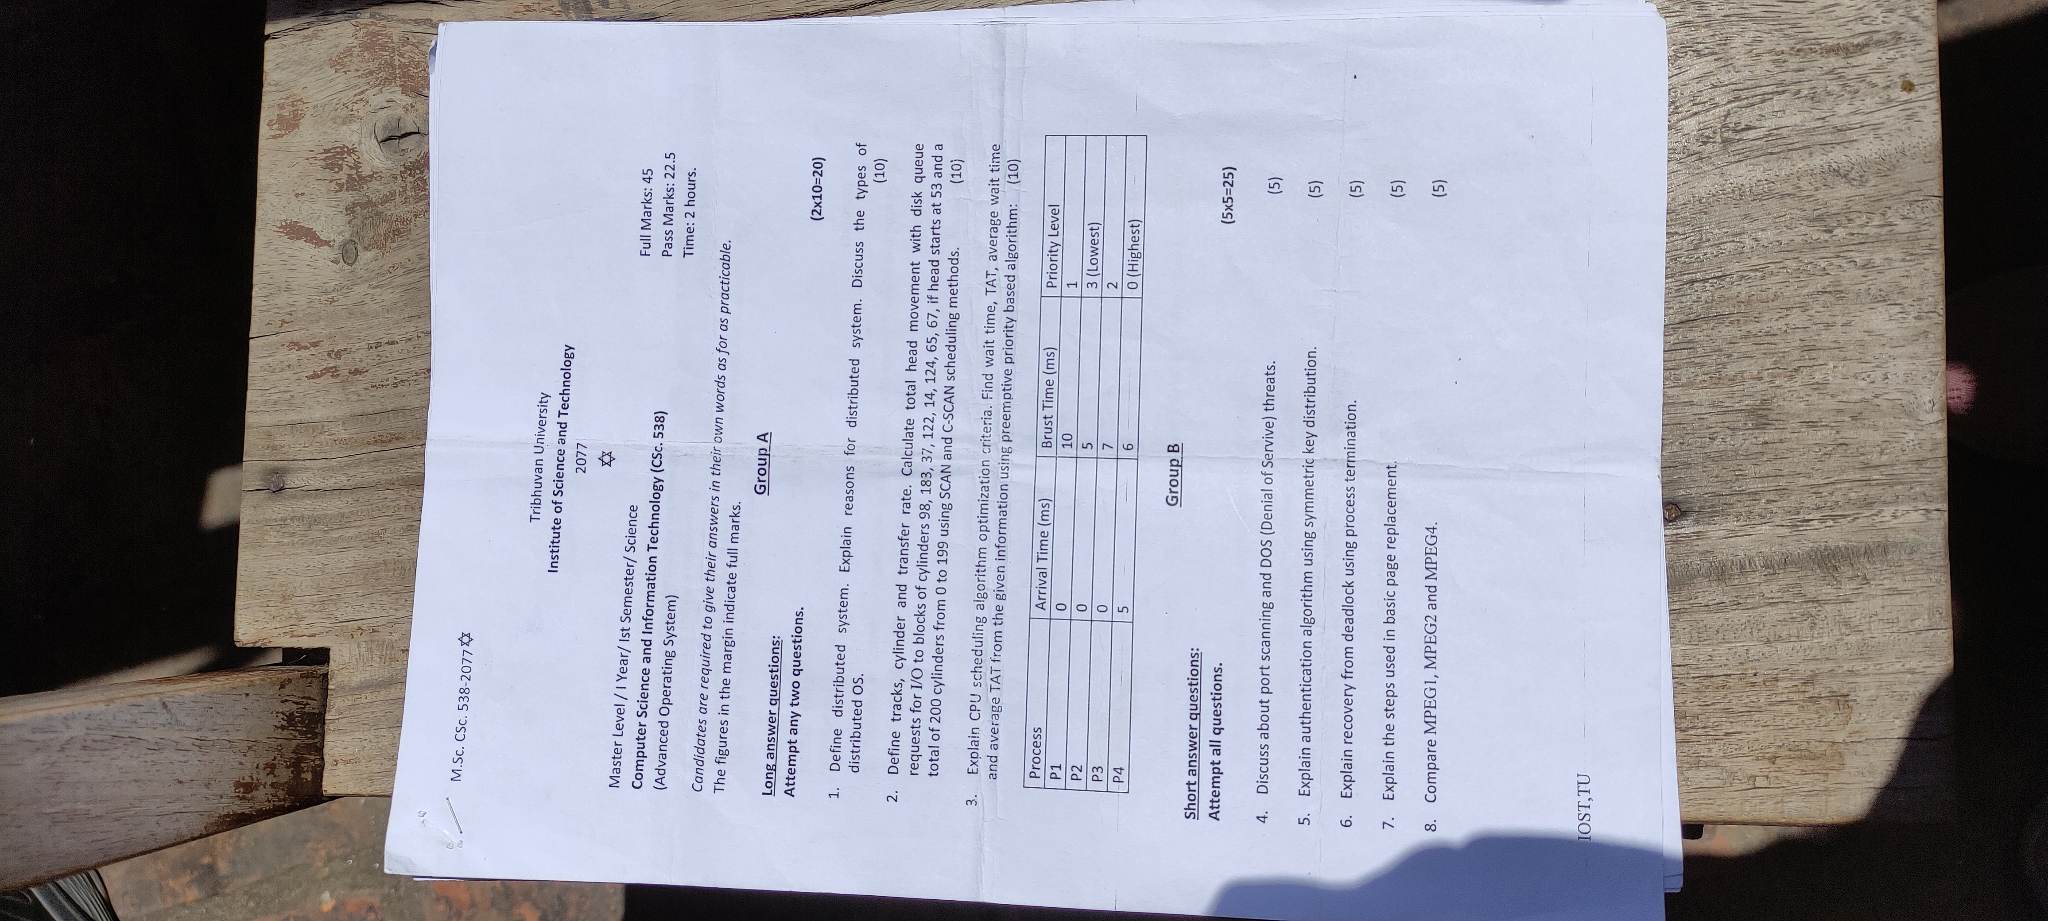 M.Sc. CSc. 538-2077✡
Tribhuvan University
Institute of Science and Technology
2077
✡
Master Level / I Year/ Ist Semester/ Science
Full Marks: 45
Computer Science and Information Technology (CSc. 538)
Pass Marks: 22.5
(Advanced Operating System)
Time: 2 hours.
Candidates are required to give their answers in their own words as for as practicable.
The figures in the margin indicate full marks.
Group A
Long answer questions:
Attempt any two questions. (2x10=20)
1. Define distributed system. Explain reasons for distributed system. Discuss the types of
distributed OS. (10)
2. Define tracks, cylinder and transfer rate. Calculate total head movement with disk queue
requests for I/O to blocks of cylinders 98, 183, 37, 122, 14, 124, 65, 67, if head starts at 53 and a
total of 200 cylinders from 0 to 199 using SCAN and C-SCAN scheduling methods. (10)
3. Explain CPU scheduling algorithm optimization criteria. Find wait time, TAT, average wait time
and average TAT from the given information using preemptive priority based algorithm: (10)
Process Arrival Time (ms) Brust Time (ms) Priority Level
P1 0 10 1
P2 0 5 3 (Lowest)
P3 0 7 2
P4 5 6 0 (Highest)
Group B
Short answer questions:
Attempt all questions. (5x5=25)
4. Discuss about port scanning and DOS (Denial of Servive) threats. (5)
5. Explain authentication algorithm using symmetric key distribution. (5)
6. Explain recovery from deadlock using process termination. (5)
7. Explain the steps used in basic page replacement. (5)
8. Compare MPEG1, MPEG2 and MPEG4. (5)
IOST,TU